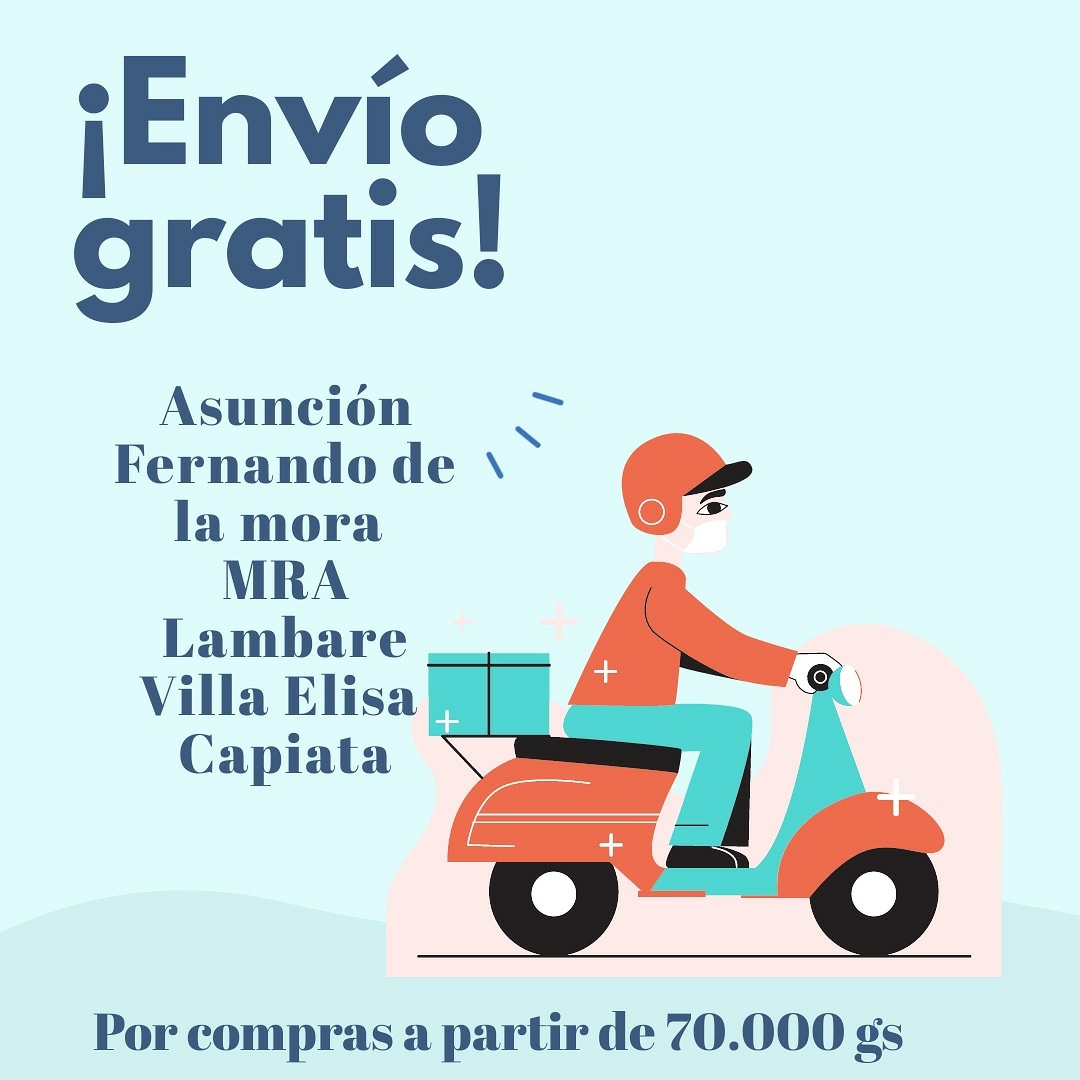 ¡Envío
gratis!
Asunción
Fernando de
la mora
MRA
Lambare
Villa Elisa
Capiata
Por compras a partir de 70.000 gs